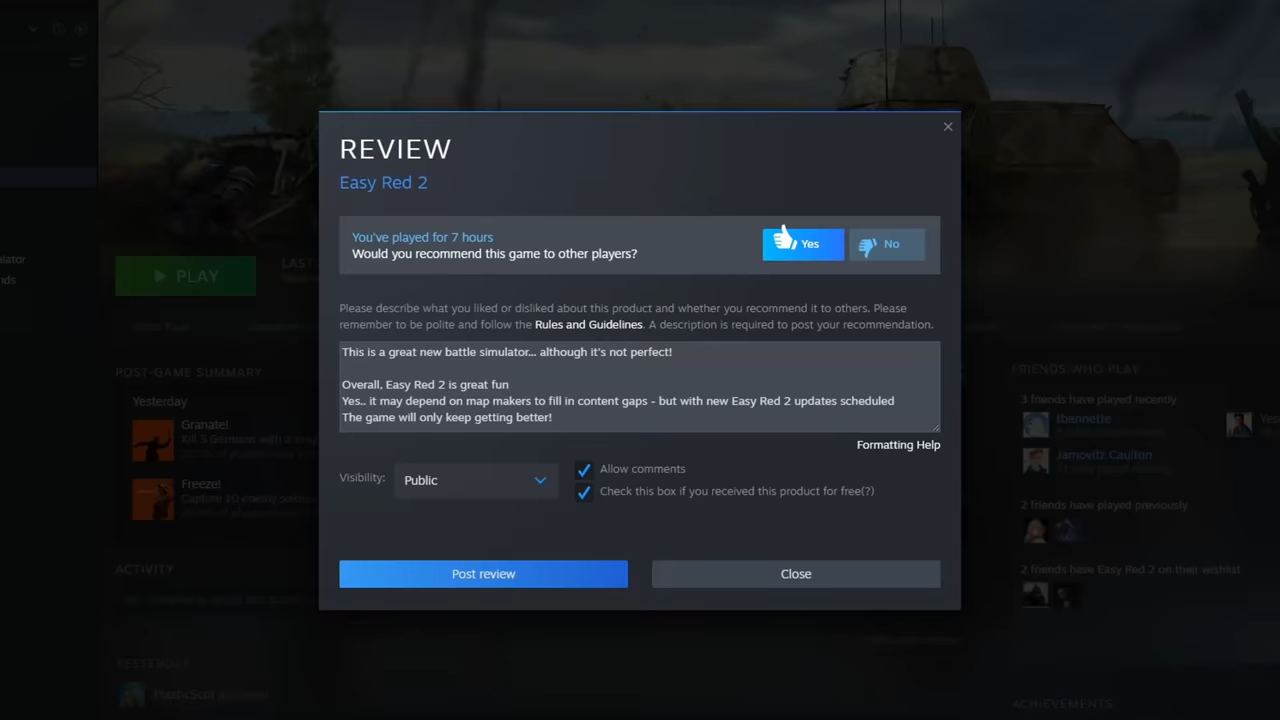 REVIEW
Easy Red 2
You've played for 7 hours
Would you recommend this game to other players?
Yes
No
Please describe what you liked or disliked about this product and whether you recommend it to others. Please
remember to be polite and follow the Rules and Guidelines. A description is required to post your recommendation.
This is a great new battle simulator... although it's not perfect!
Overall, Easy Red 2 is great fun
Yes.. it may depend on map makers to fill in content gaps - but with new Easy Red 2 updates scheduled
The game will only keep getting better!
Formatting Help
Visibility:
Public
Allow comments
Check this box if you received this product for free(?)
Post review
Close
PLAY
LAST
POST-GAME SUMMARY
Yesterday
Granate!
Freeze!
ACTIVITY
YESTERDAY
PlasticScot
FRIENDS WHO PLAY
3 friends have played recently
Ibennette
Jamovitz Caulton
2 friends have played previously
2 friends have Easy Red 2 on their wishlist
ACHIEVEMENTS